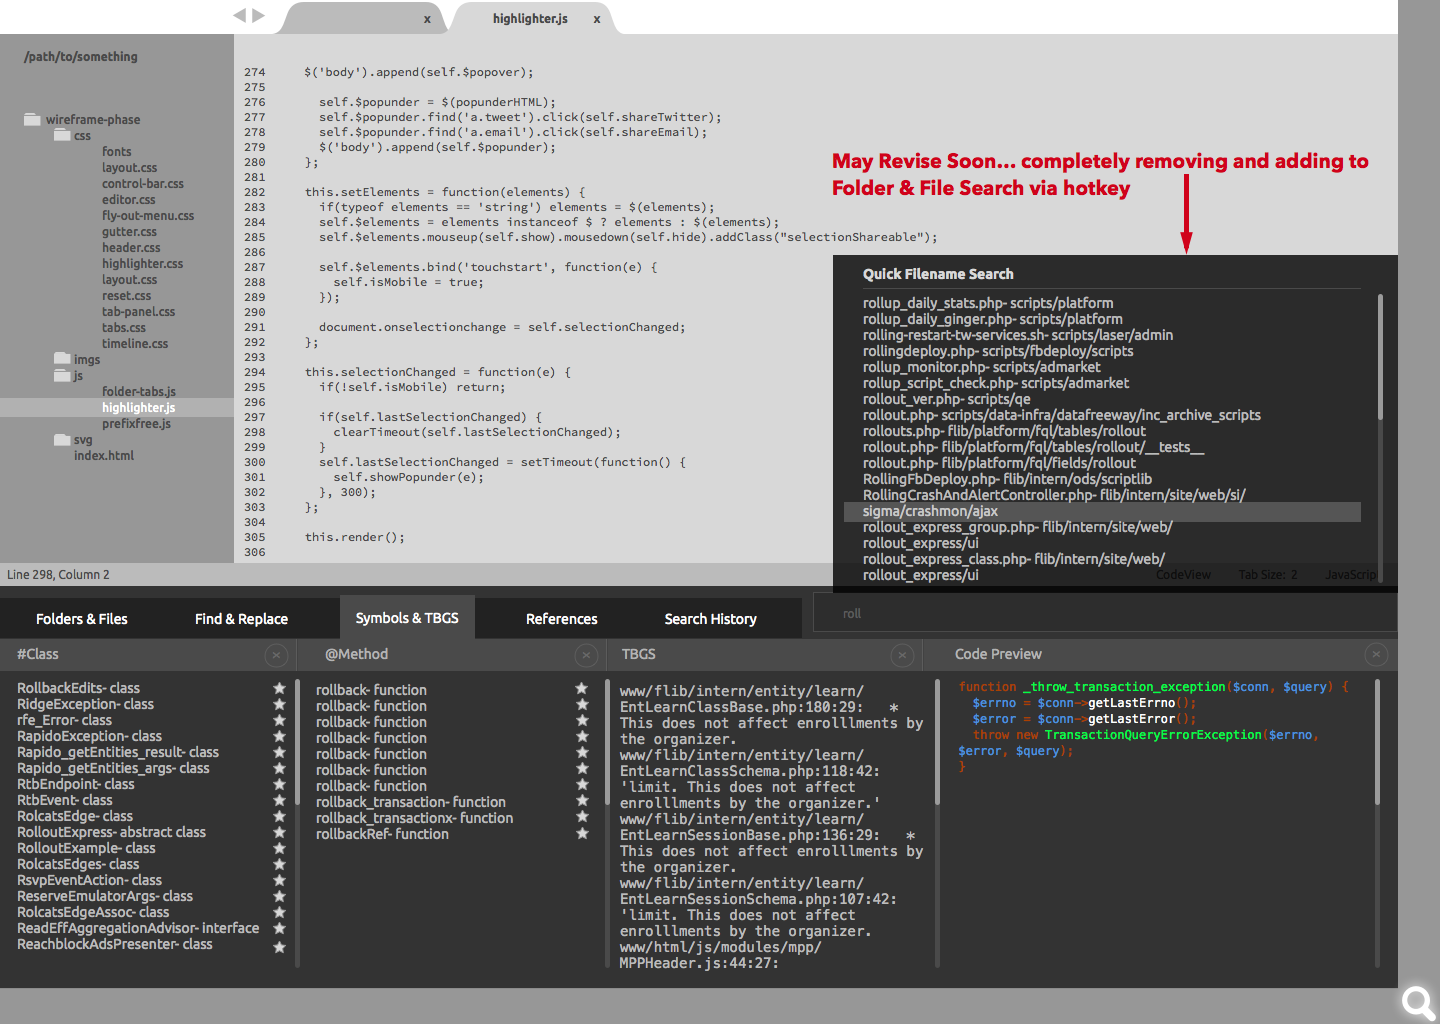 x
highlighter.js x
/path/to/something
wireframe-phase
css
fonts
layout.css
control-bar.css
editor.css
fly-out-menu.css
gutter.css
header.css
highlighter.css
layout.css
reset.css
tab-panel.css
tabs.css
timeline.css
imgs
js
folder-tabs.js
highlighter.js
prefixfree.js
svg
index.html
274 $('body').append(self.$popover);
275
276 self.$popunder = $(popunderHTML);
277 self.$popunder.find('a.tweet').click(self.shareTwitter);
278 self.$popunder.find('a.email').click(self.shareEmail);
279 $('body').append(self.$popunder);
280 };
281
282 this.setElements = function(elements) {
283 if(typeof elements == 'string') elements = $(elements);
284 self.$elements = elements instanceof $ ? elements : $(elements);
285 self.$elements.mouseup(self.show).mousedown(self.hide).addClass("selectionShareable");
286
287 self.$elements.bind('touchstart', function(e) {
288 self.isMobile = true;
289 });
290
291 document.onselectionchange = self.selectionChanged;
292 };
293
294 this.selectionChanged = function(e) {
295 if(!self.isMobile) return;
296
297 if(self.lastSelectionChanged) {
298 clearTimeout(self.lastSelectionChanged);
299 }
300 self.lastSelectionChanged = setTimeout(function() {
301 self.showPopunder(e);
302 }, 300);
303 };
304
305 this.render();
306
May Revise Soon... completely removing and adding to
Folder & File Search via hotkey
Quick Filename Search
rollup_daily_stats.php- scripts/platform
rollup_daily_ginger.php- scripts/platform
rolling-restart-tw-services.sh- scripts/laser/admin
rollingdeploy.php- scripts/fbdeploy/scripts
rollup_monitor.php- scripts/admarket
rollup_script_check.php- scripts/admarket
rollout_ver.php- scripts/qe
rollout.php- scripts/data-infra/datafreeway/inc_archive_scripts
rollouts.php- flib/platform/fql/tables/rollout
rollout.php- flib/platform/fql/tables/rollout/__tests__
rollout.php- flib/platform/fql/fields/rollout
RollingFbDeploy.php- flib/intern/ods/scriptlib
RollingCrashAndAlertController.php- flib/intern/site/web/si/
sigma/crashmon/ajax
rollout_express_group.php- flib/intern/site/web/
rollout_express/ui
rollout_express_class.php- flib/intern/site/web/
rollout_express/ui
Line 298, Column 2
CodeView Tab Size: 2 JavaScrip
Folders & Files Find & Replace Symbols & TBGS References Search History
roll
#Class
RollbackEdits- class
RidgeException- class
rfe_Error- class
RapidoException- class
Rapido_getEntities_result- class
Rapido_getEntities_args- class
RtbEndpoint- class
RtbEvent- class
RolcatsEdge- class
RolloutExpress- abstract class
RolloutExample- class
RolcatsEdges- class
RsvpEventAction- class
ReserveEmulatorArgs- class
RolcatsEdgeAssoc- class
ReadEffAggregationAdvisor- interface
ReachblockAdsPresenter- class
@Method
rollback- function
rollback- function
rollback- function
rollback- function
rollback- function
rollback- function
rollback- function
rollback_transaction- function
rollback_transactionx- function
rollbackRef- function
TBGS
www/flib/intern/entity/learn/
EntLearnClassBase.php:180:29: *
This does not affect enrolllments by
the organizer.
www/flib/intern/entity/learn/
EntLearnClassSchema.php:118:42:
'limit. This does not affect
enrolllments by the organizer.'
www/flib/intern/entity/learn/
EntLearnSessionBase.php:136:29: *
This does not affect enrolllments by
the organizer.
www/flib/intern/entity/learn/
EntLearnSessionSchema.php:107:42:
'limit. This does not affect
enrolllments by the organizer.
www/html/js/modules/mpp/
MPPHeader.js:44:27:
Code Preview
function _throw_transaction_exception($conn, $query) {
$errno = $conn->getLastErrno();
$error = $conn->getLastError();
throw new TransactionQueryErrorException($errno,
$error, $query);
}